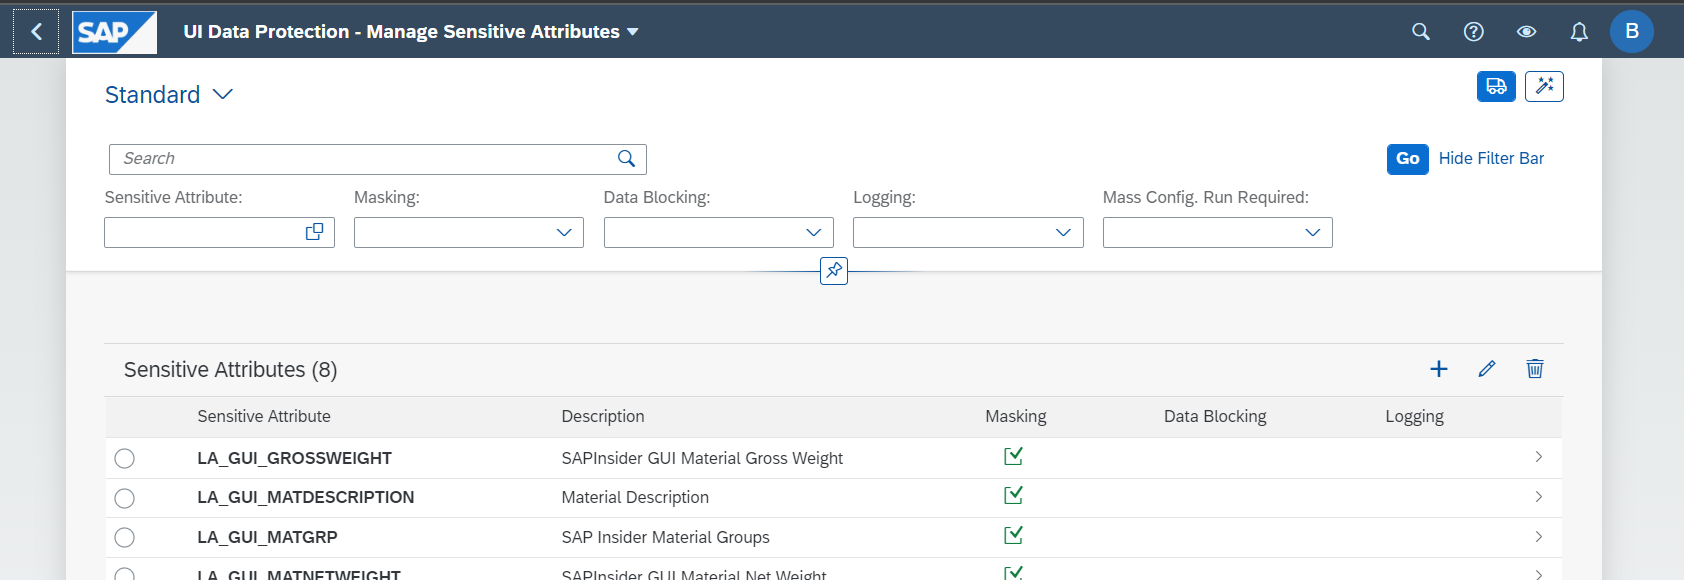 SAP UI Data Protection - Manage Sensitive Attributes B
Standard
Search Go Hide Filter Bar
Sensitive Attribute: Masking: Data Blocking: Logging: Mass Config. Run Required:
Sensitive Attributes (8)
Sensitive Attribute Description Masking Data Blocking Logging
LA_GUI_GROSSWEIGHT SAPInsider GUI Material Gross Weight
LA_GUI_MATDESCRIPTION Material Description
LA_GUI_MATGRP SAP Insider Material Groups
LA_GUI_MATNETWEIGHT SAPInsider GUI Material Net Weight